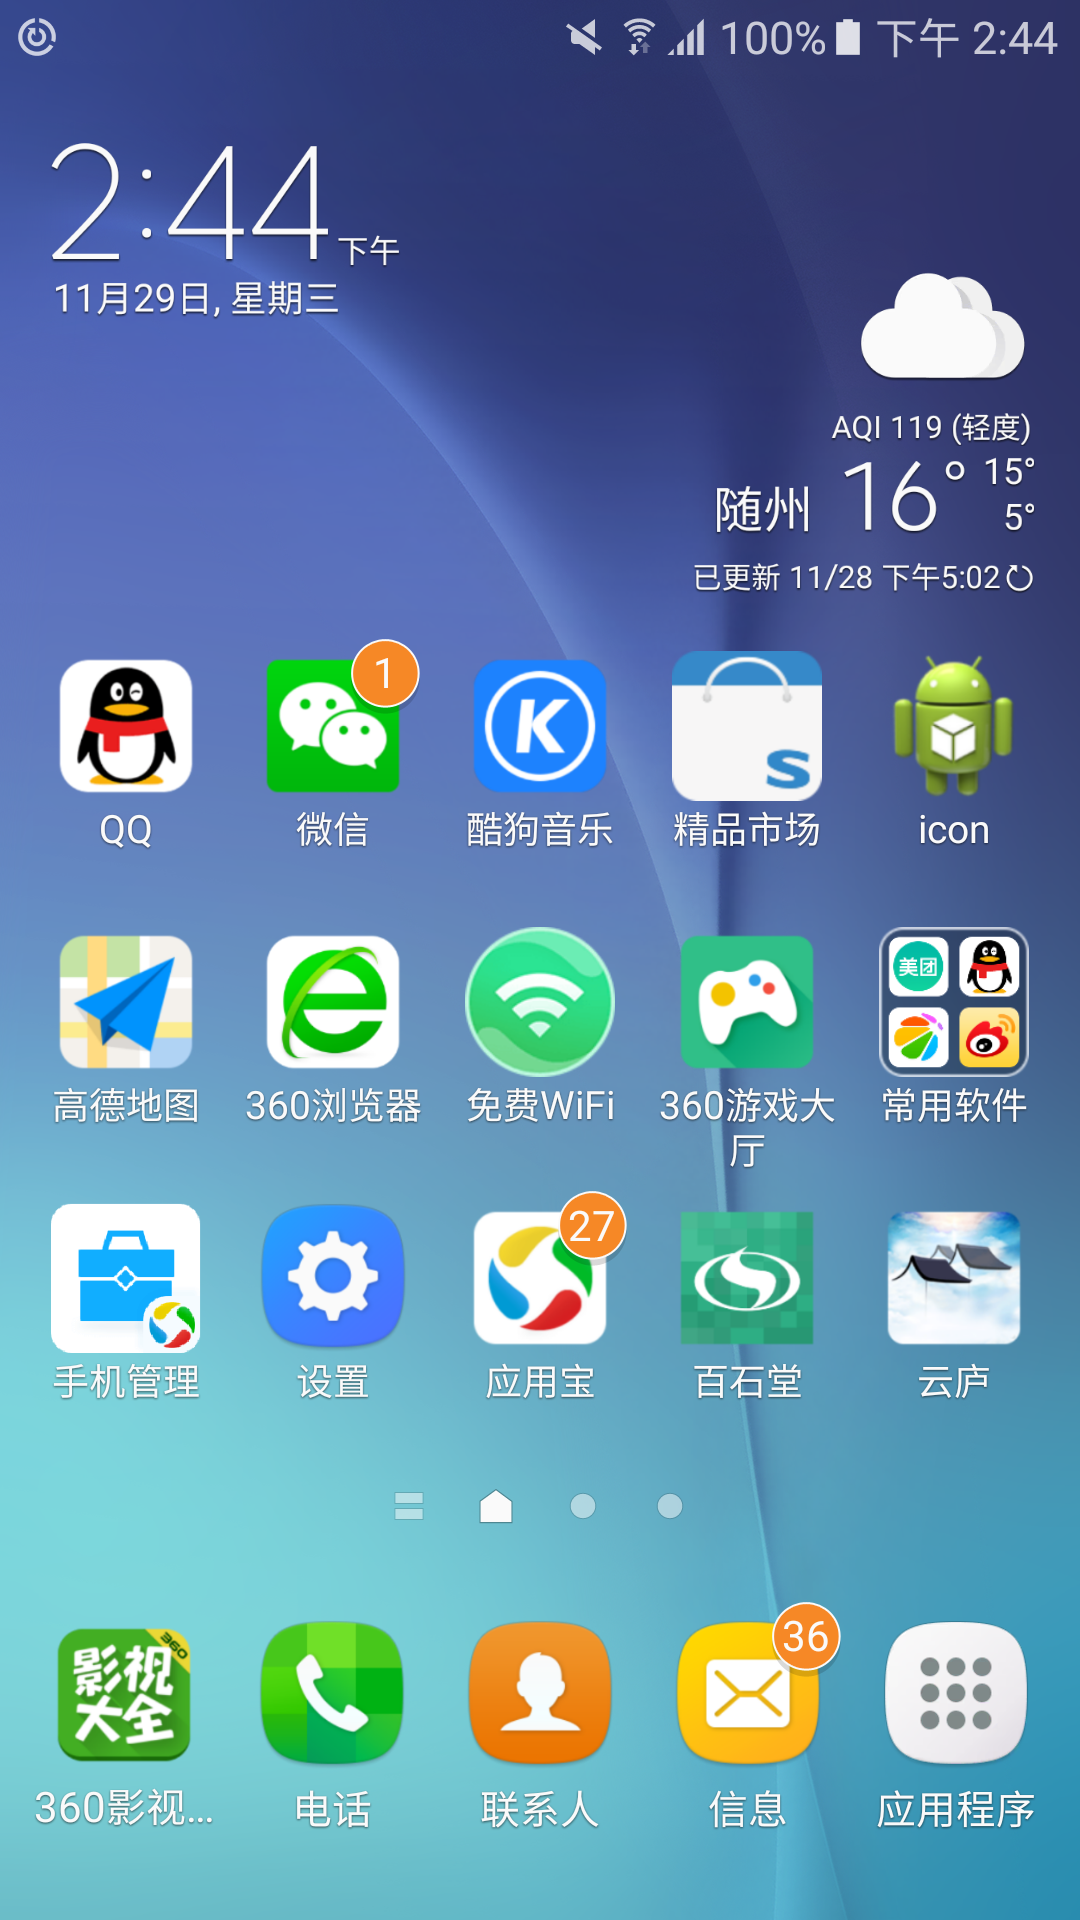 100% 下午 2:44
2:44 下午
11月29日, 星期三
AQI 119 (轻度)
随州 16° 15°
5°
已更新 11/28 下午5:02
1
K
S
QQ
微信
酷狗音乐
精品市场
icon
美团
高德地图
360浏览器
免费WiFi
360游戏大
厅
常用软件
27
手机管理
设置
应用宝
百石堂
云庐
360
影视
大全
36
360影视...
电话
联系人
信息
应用程序